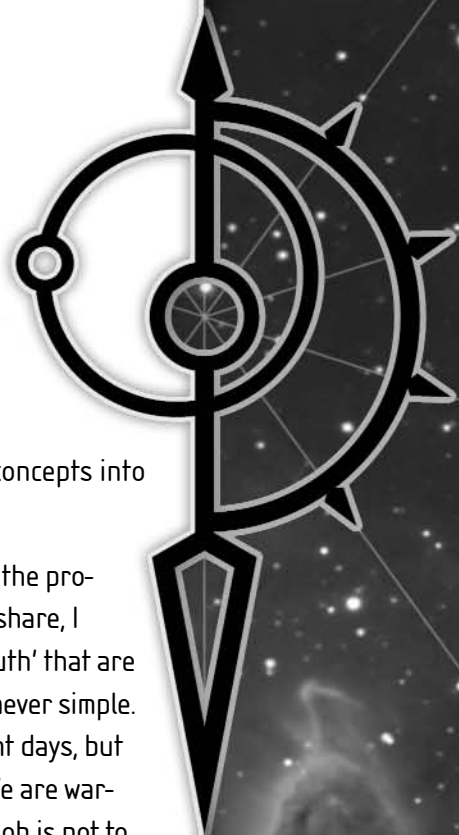 concepts into
the pro-
share, I
uth’ that are
never simple.
nt days, but
e are war-
ob is not to